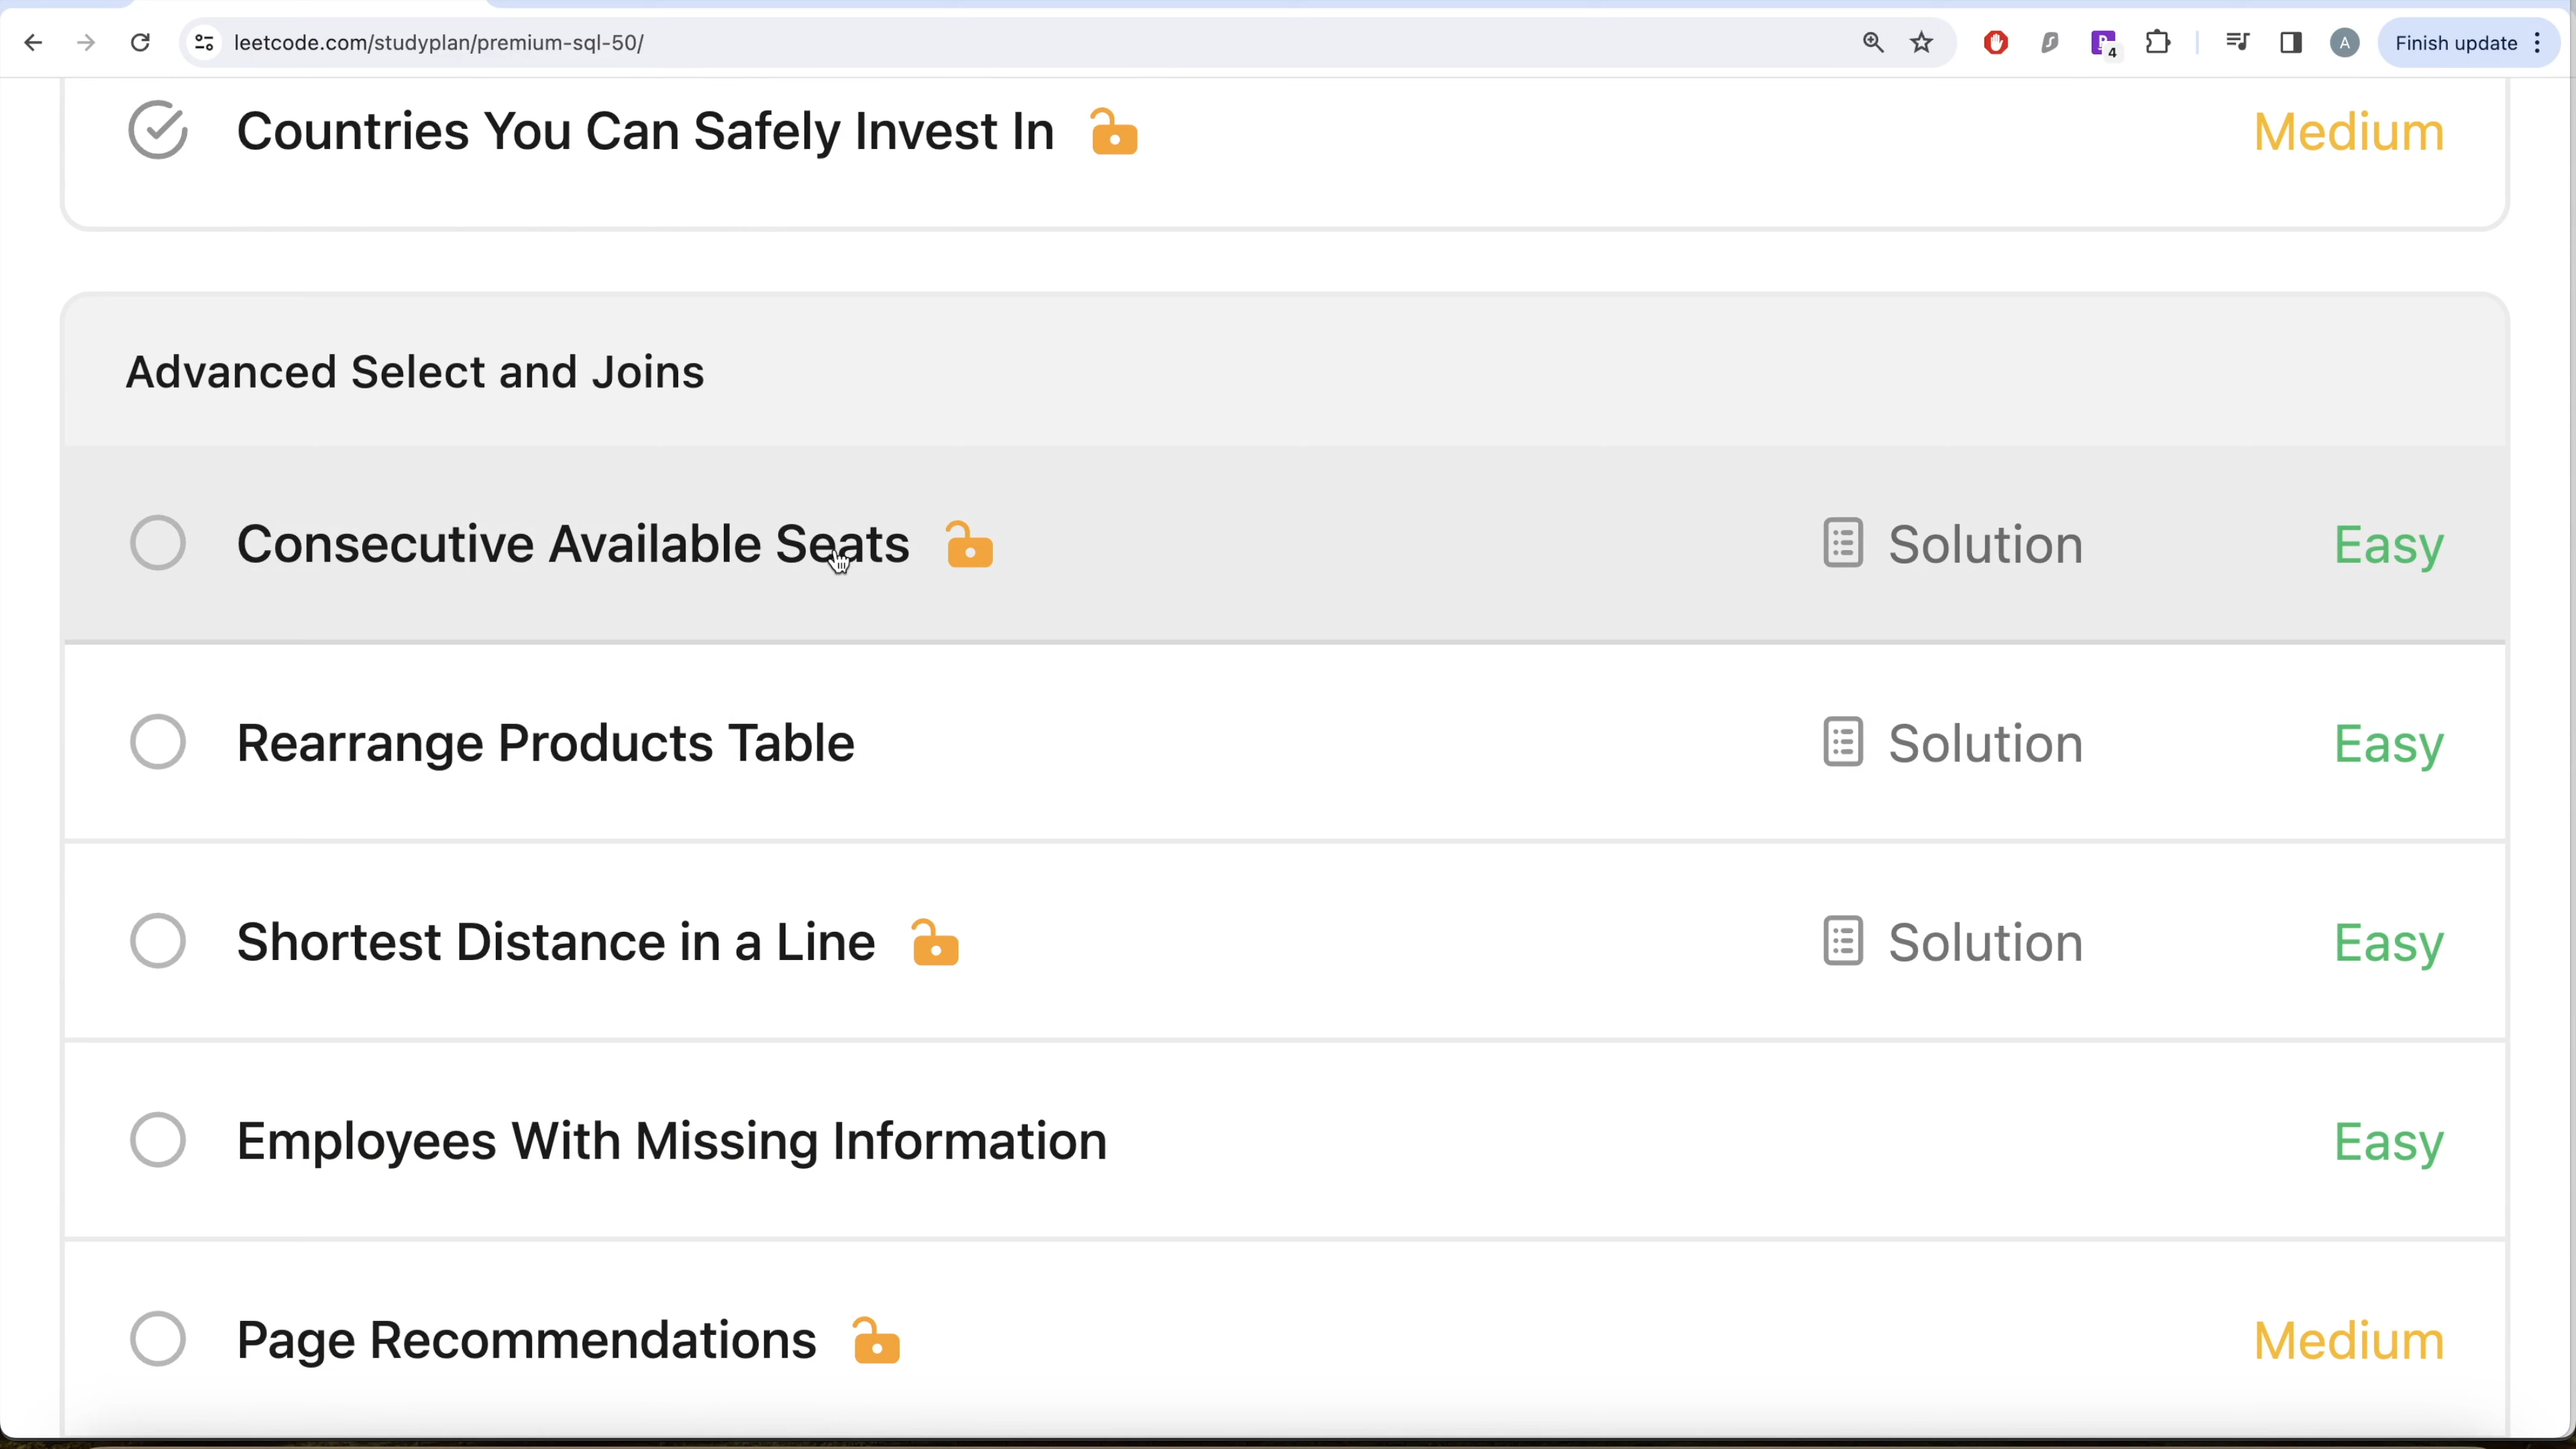 leetcode.com/studyplan/premium-sql-50/
4
A
Finish update
Countries You Can Safely Invest In Medium
Advanced Select and Joins
Consecutive Available Seats Solution Easy
Rearrange Products Table Solution Easy
Shortest Distance in a Line Solution Easy
Employees With Missing Information Easy
Page Recommendations Medium